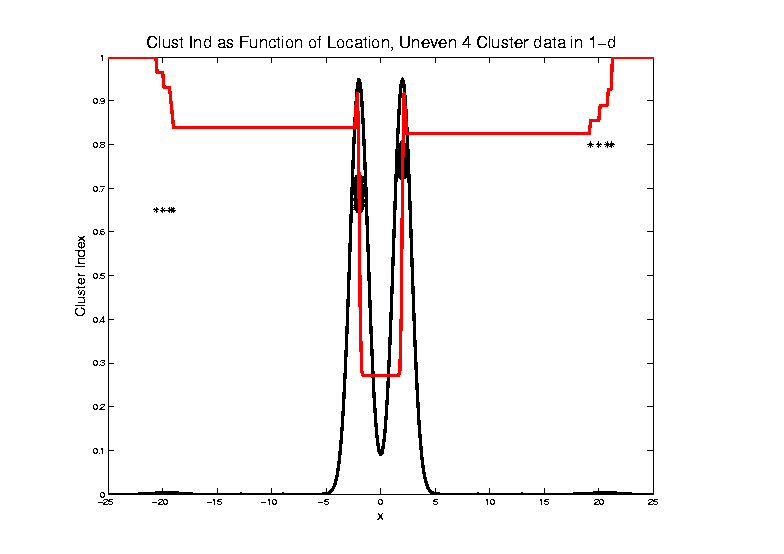 Clust Ind as Function of Location, Uneven 4 Cluster data in 1-d
1
0.9
0.8
0.7
0.6
0.5
0.4
0.3
0.2
0.1
0
Cluster Index
-25 -20 -15 -10 -5 0 5 10 15 20 25
x